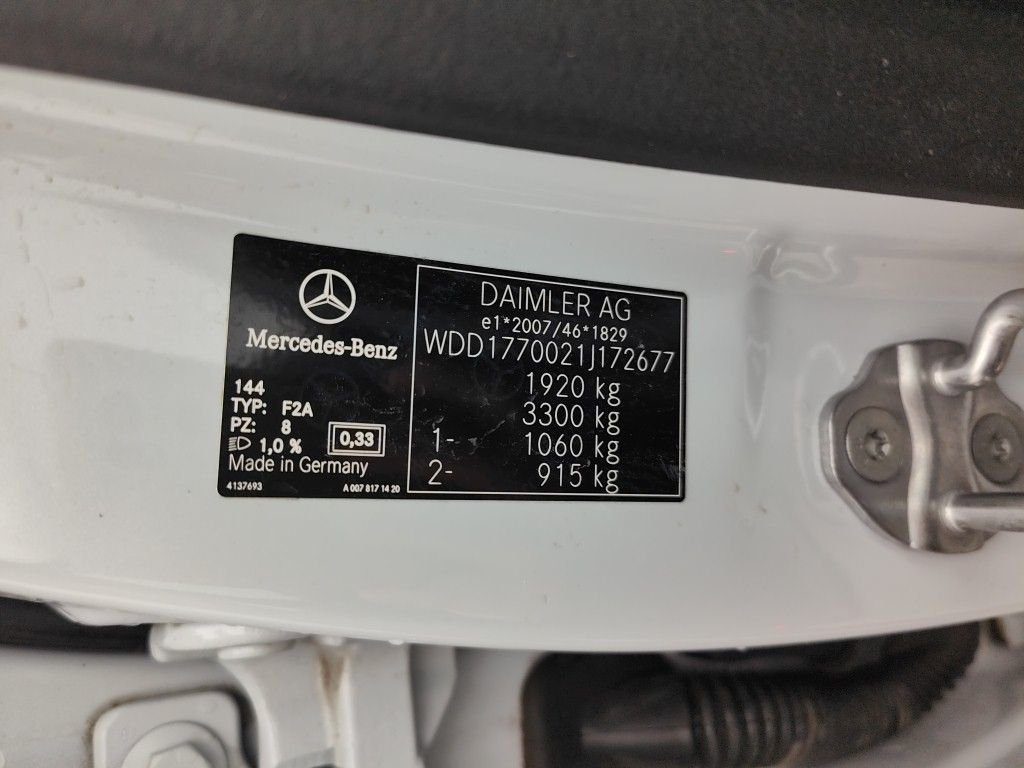 Mercedes-Benz
144
TYP: F2A
PZ: 8
1,0 %
0,33
Made in Germany
4137693
A 007 817 14 20
DAIMLER AG
e1*2007/46*1829
WDD1770021J172677
1920 kg
3300 kg
1- 1060 kg
2- 915 kg